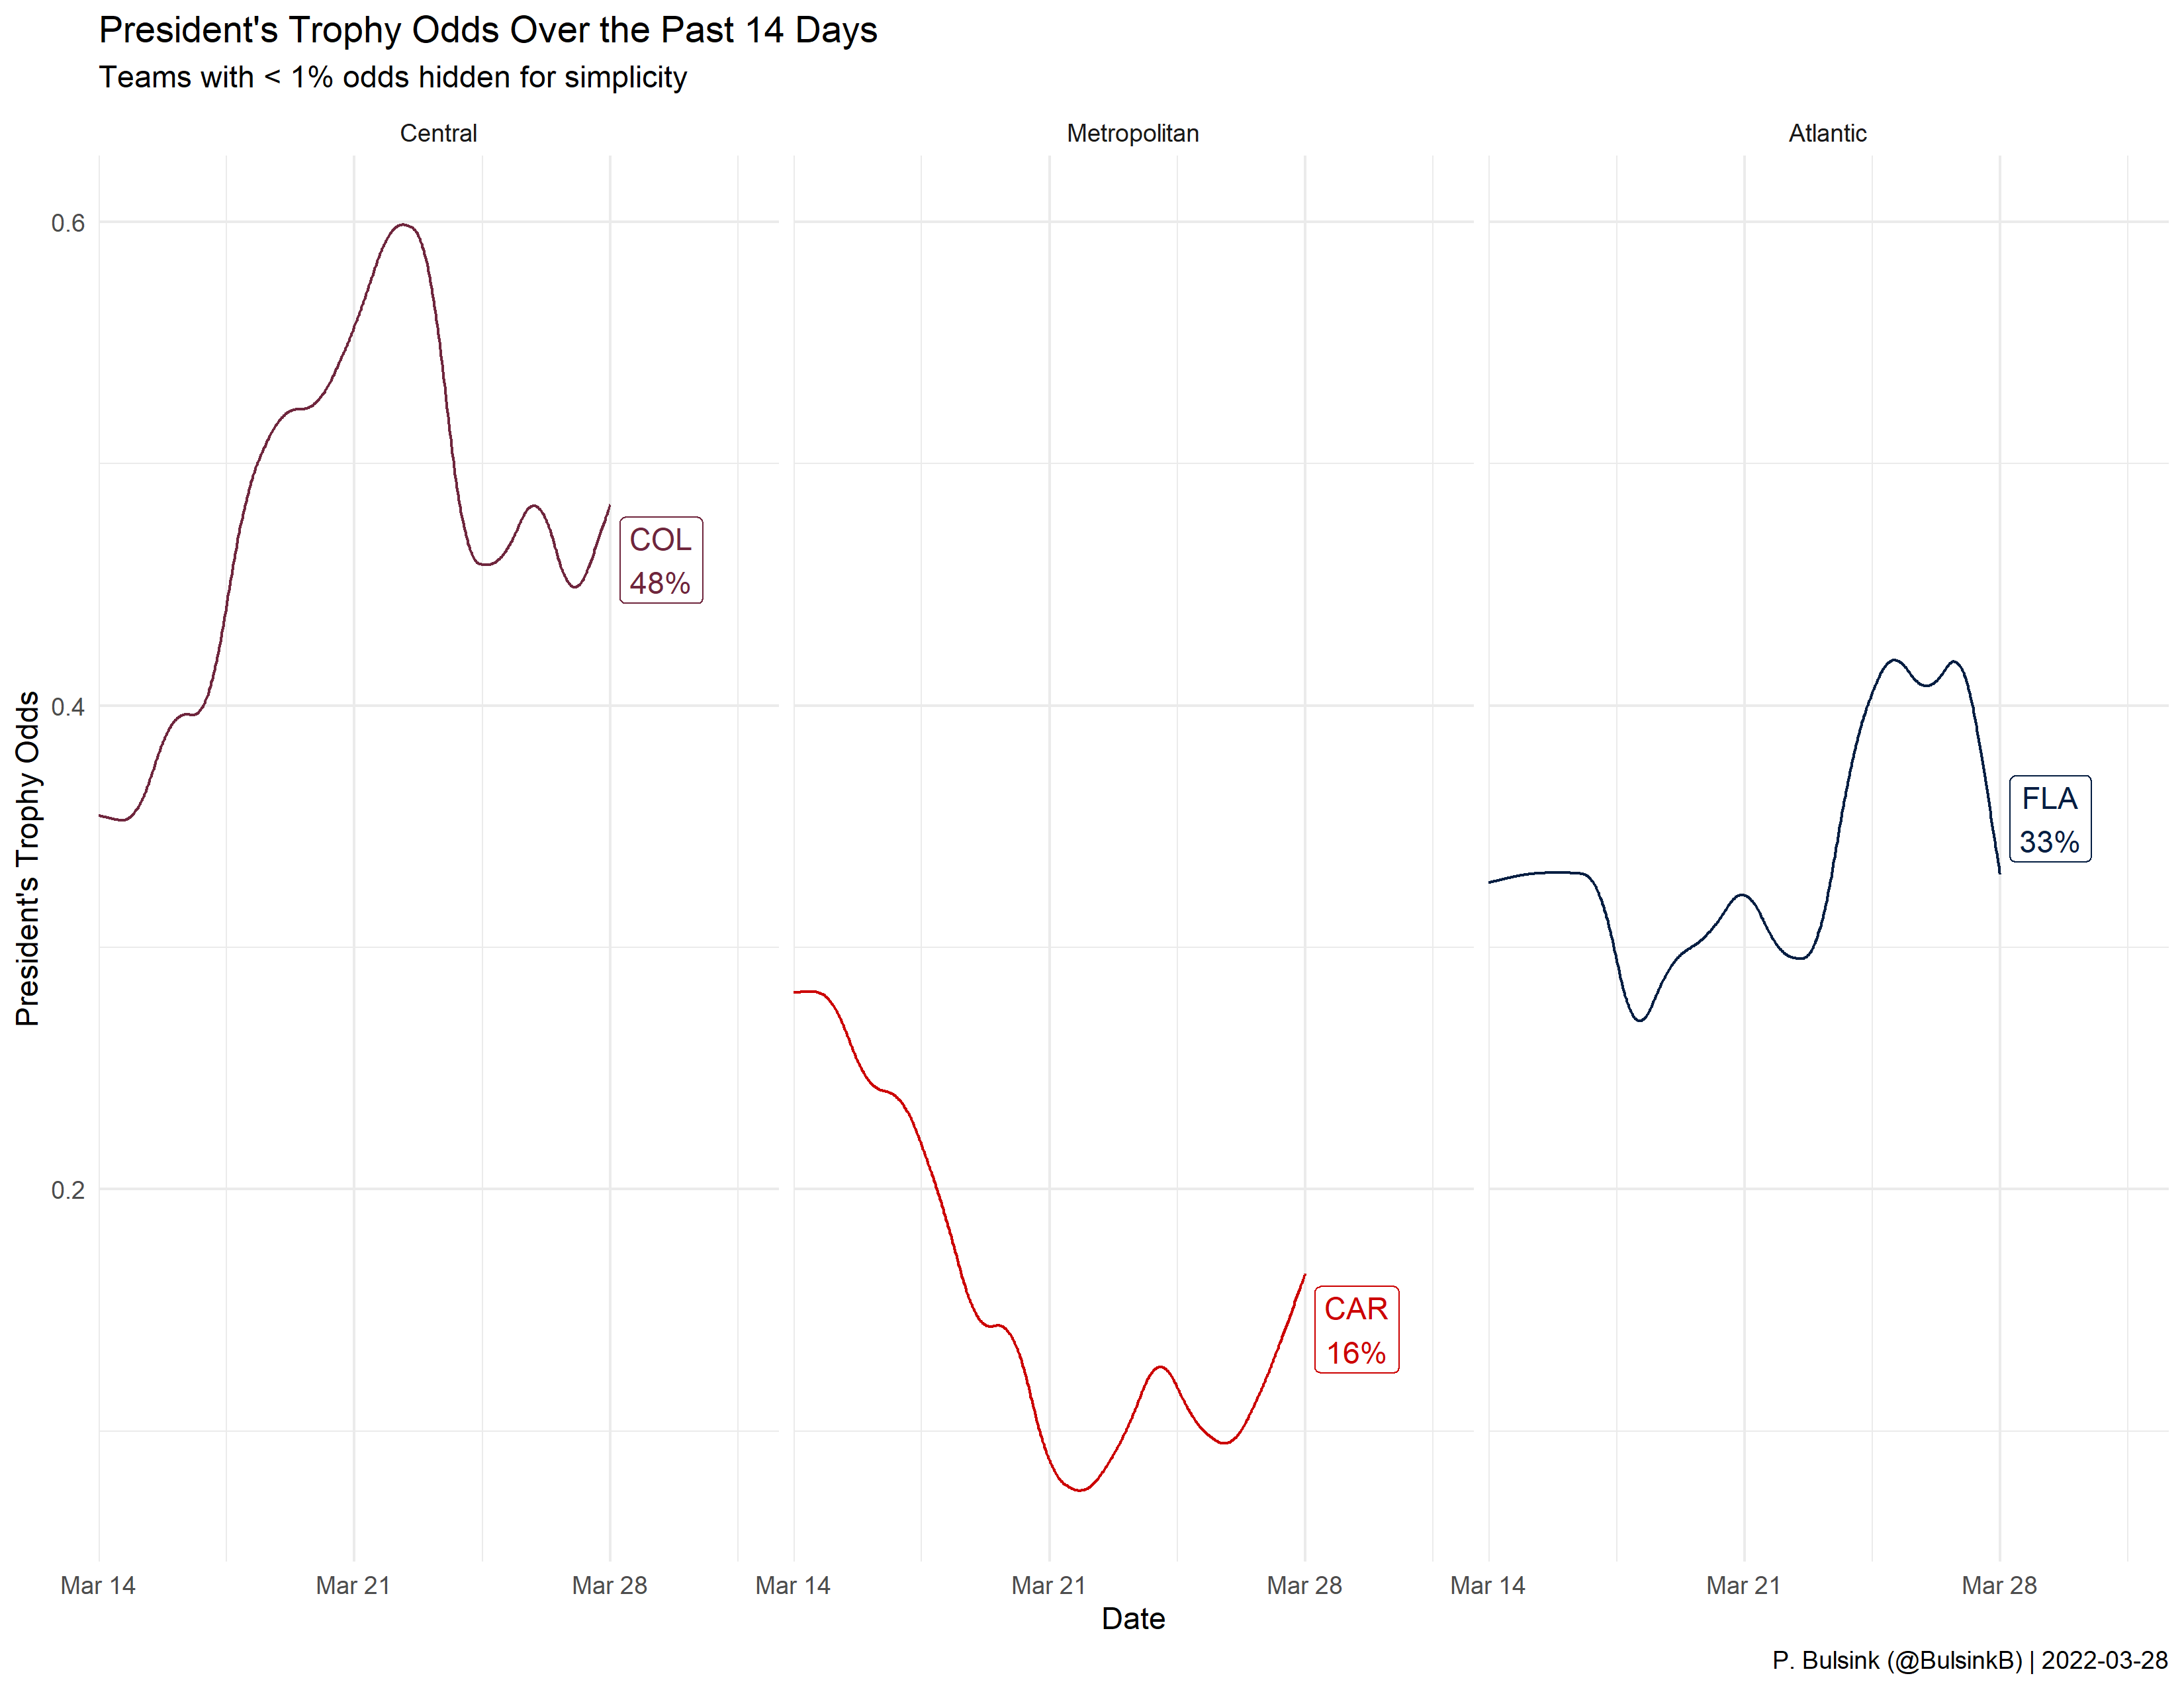 President's Trophy Odds Over the Past 14 Days
Teams with < 1% odds hidden for simplicity
Central
Metropolitan
Atlantic
President's Trophy Odds
0.6
0.4
0.2
COL
48%
CAR
16%
FLA
33%
Mar 14
Mar 21
Mar 28
Mar 14
Mar 21
Mar 28
Mar 14
Mar 21
Mar 28
Date
P. Bulsink (@BulsinkB) | 2022-03-28